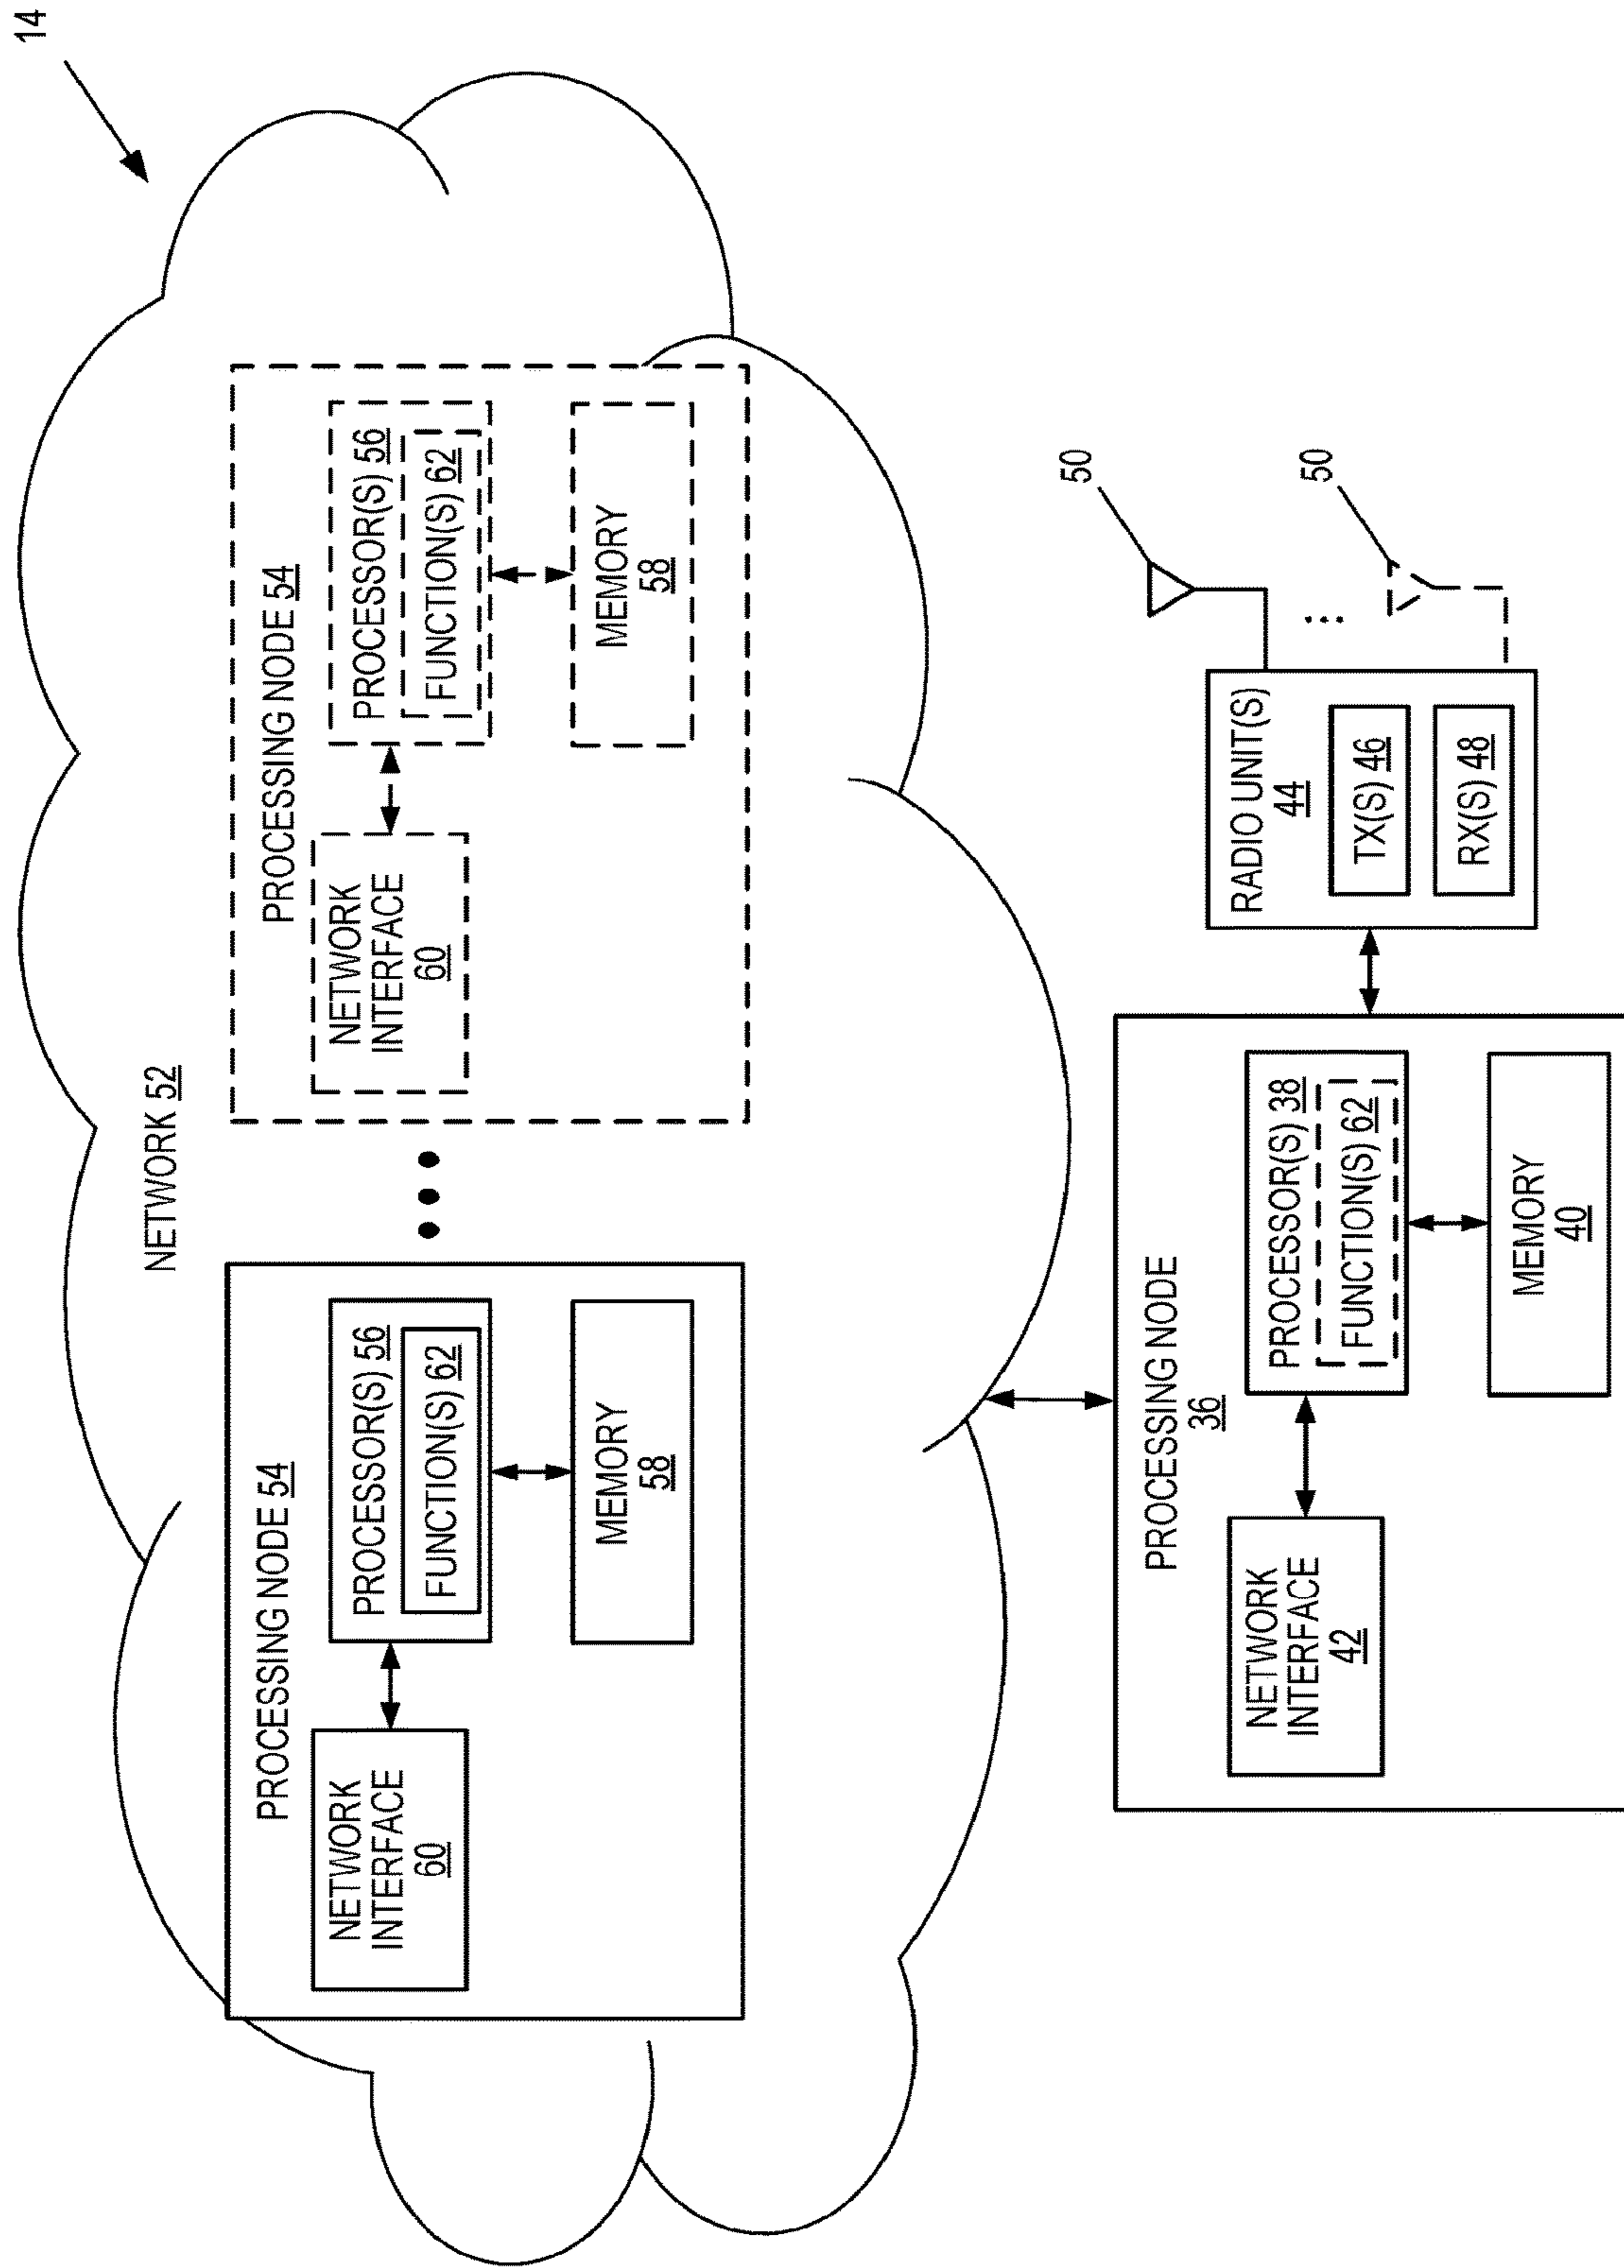 14
NETWORK 52
PROCESSING NODE 54
NETWORK
INTERFACE
60
PROCESSOR(S) 56
FUNCTION(S) 62
MEMORY
58
PROCESSING NODE 54
NETWORK
INTERFACE
60
PROCESSOR(S) 56
FUNCTION(S) 62
MEMORY
58
PROCESSING NODE
36
NETWORK
INTERFACE
42
PROCESSOR(S) 38
FUNCTION(S) 62
MEMORY
40
RADIO UNIT(S)
44
TX(S) 46
RX(S) 48
50
50